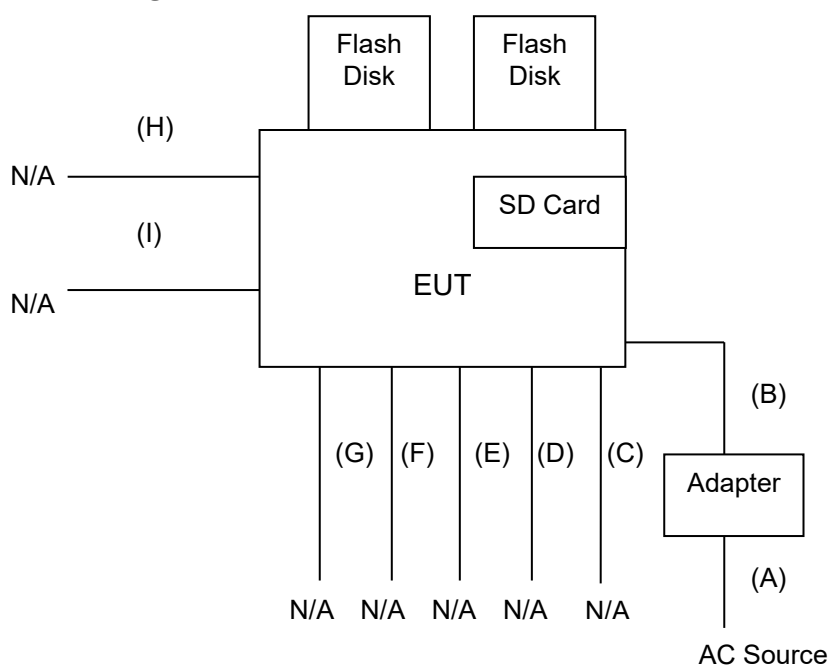 Flash
Disk
Flash
Disk
(H)
N/A
SD Card
(I)
EUT
N/A
(B)
(G)
(F)
(E)
(D)
(C)
Adapter
(A)
N/A
N/A
N/A
N/A
N/A
AC Source